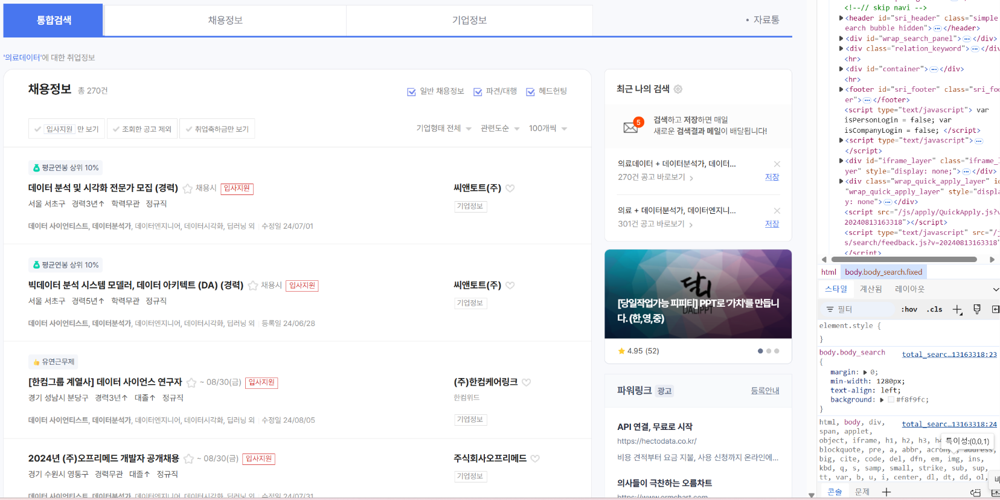 통합검색
채용정보
기업정보
• 자료통
'의료데이터'에 대한 취업정보
채용정보 총 270건
일반 채용정보 파견/대행 헤드헌팅
입사지원 만 보기 조회한 공고 제외 취업축하금만 보기
기업형태 전체 관련도순 100개씩
평균연봉 상위 10%
데이터 분석 및 시각화 전문가 모집 (경력) 채용시 입사지원
씨앤토트(주)
서울 서초구 경력3년↑ 학력무관 정규직
기업정보
데이터 사이언티스트, 데이터분석가, 데이터엔지니어, 데이터시각화, 딥러닝 외 수정일 24/07/01
평균연봉 상위 10%
빅데이터 분석 시스템 모델러, 데이터 아키텍트 (DA) (경력) 채용시 입사지원
씨앤토트(주)
서울 서초구 경력5년↑ 학력무관 정규직
기업정보
데이터 사이언티스트, 데이터분석가, 데이터엔지니어, 데이터시각화, 딥러닝 외 등록일 24/06/28
유연근무제
[한컴그룹 계열사] 데이터 사이언스 연구자 ~ 08/30(금) 입사지원
(주)한컴케어링크
경기 성남시 분당구 경력3년↑ 대졸↑ 정규직
한컴위드
기업정보
데이터 사이언티스트, 데이터분석가, 데이터엔지니어, 데이터시각화, 딥러닝 외 수정일 24/08/05
2024년 (주)오프리메드 개발자 공개채용 ~ 08/30(금) 입사지원
주식회사오프리메드
경기 수원시 영통구 경력무관 대졸↑ 정규직
기업정보
데이터 사이언티스트, 데이터분석가, 데이터엔지니어, 데이터시각화, 딥러닝 외 수정일 24/07/31
최근 나의 검색
5
검색하고 저장하면 메일
새로운 검색결과 메일이 배달됩니다!
의료데이터 + 데이터분석가, 데이터...
270건 공고 바로보기 저장
의료 + 데이터분석가, 데이터엔지니...
301건 공고 바로보기 저장
[당일작업가능 피피티] PPT로 '가치'를 만듭니
다. (한,영,중)
DALIPPT
4.95 (52)
파워링크 광고 등록안내
API 연결, 무료로 시작
https://hectodata.co.kr/
비용 견적부터 요금 지불, 사용 신청까지 온라인에...
의사들이 극찬하는 오름차트
https://www.ormchart.com
<!--// skip navi -->
<header id="sri_header" class="simple
earch bubble hidden"> </header>
<div id="wrap_search_panel"> </div>
<div class="relation_keyword"> </div
<hr>
<div id="container"> </div>
<hr>
<footer id="sri_footer" class="sri_foo
er"> </footer>
<script type="text/javascript"> var
isPersonLogin = false; var
isCompanyLogin = false; </script>
<script type="text/javascript">
</script>
<div id="iframe_layer" class="iframe_l
yer" style="display: none;"> </div>
<div class="wrap_quick_apply_layer" id
"wrap_quick_apply_layer" style="displa
y: none"> </div>
<script src="/js/apply/QuickApply.js?v
20240813163318"></script>
<script type="text/javascript" src="/j
s/search/feedback.js?v=20240813163318"
</script>
html body.body_search.fixed
스타일 계산됨 레이아웃
필터 :hov .cls
element.style {
}
body.body_search total_searc…13163318:23
{
margin: 0;
min-width: 1280px;
text-align: left;
background: #f8f9fc;
}
html, body, div, total_searc…13163318:24
span, applet,
object, iframe, h1, h2, h3, h4
특이성:(0,0,1)
blockquote, pre, a, abbr, acronym, address,
big, cite, code, del, dfn, em, img, ins,
kbd, q, s, samp, small, strike, sub, sup,
tt, var, b, u, i, center, dl, dt, dd, ol,
콘솔 문제